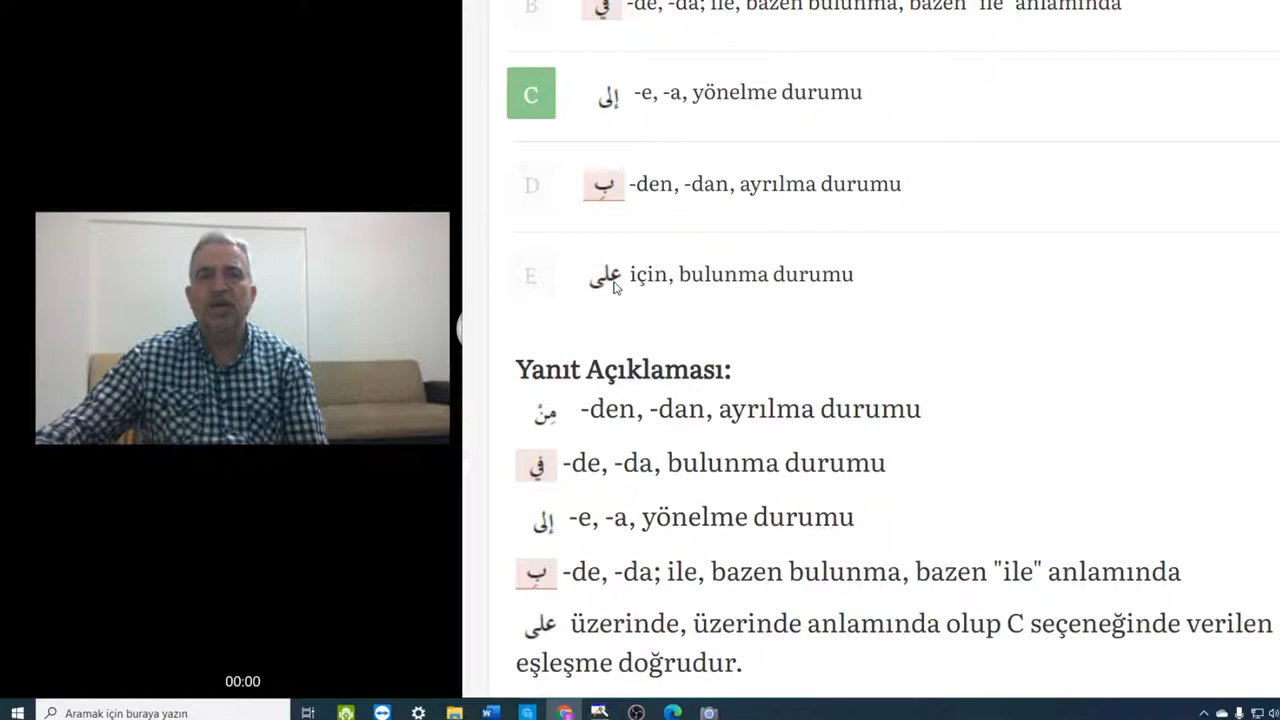 B في -de, -da; ile, bazen bulunma, bazen "ile" anlamında
C إلى -e, -a, yönelme durumu
D بِ -den, -dan, ayrılma durumu
E على için, bulunma durumu
Yanıt Açıklaması:
مِنْ -den, -dan, ayrılma durumu
في -de, -da, bulunma durumu
إلى -e, -a, yönelme durumu
بِ -de, -da; ile, bazen bulunma, bazen "ile" anlamında
على üzerinde, üzerinde anlamında olup C seçeneğinde verilen
eşleşme doğrudur.
00:00
Aramak için buraya yazın